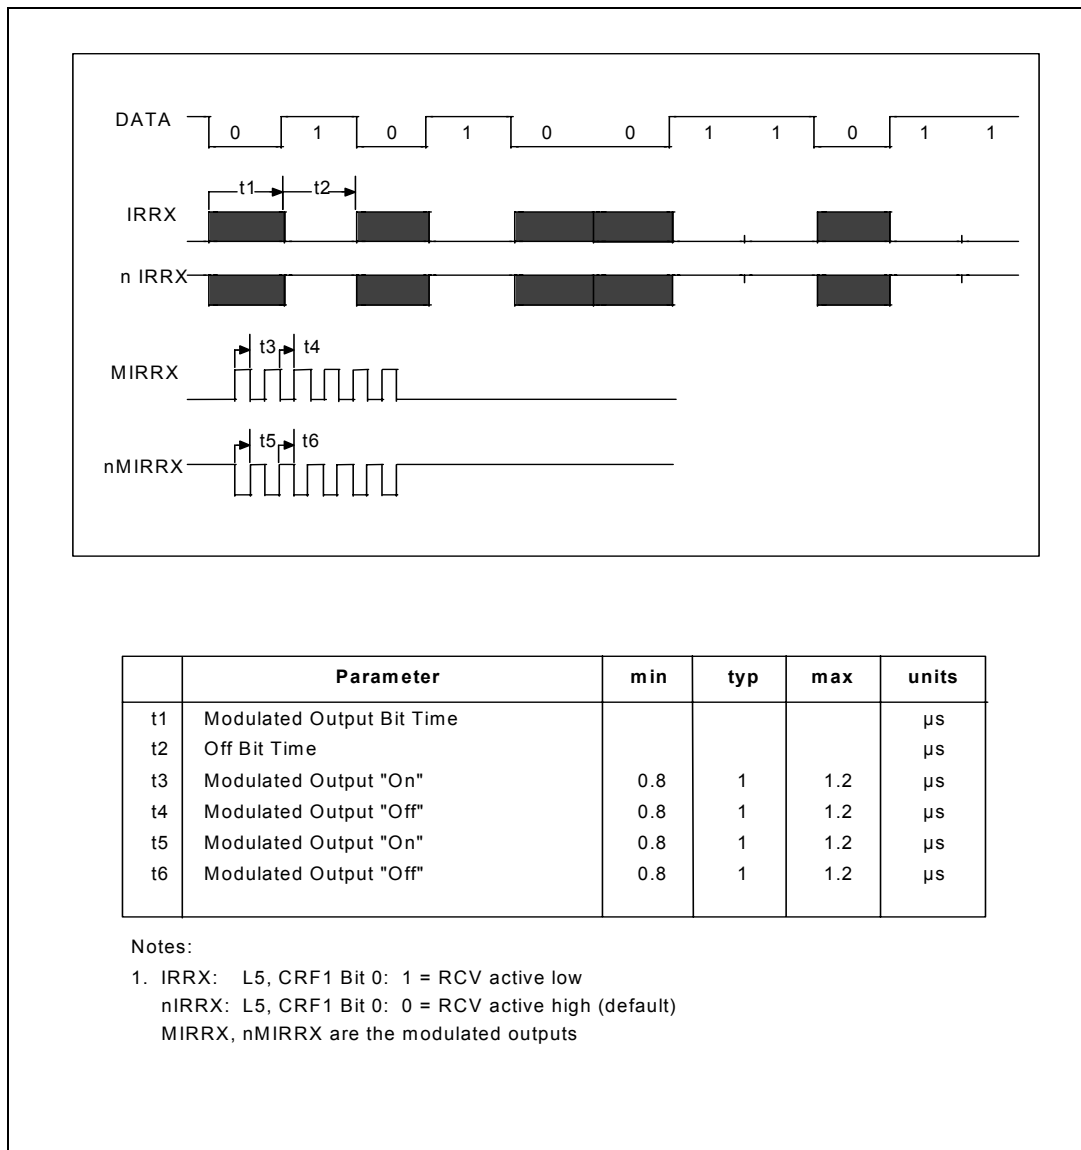 DATA 0 1 0 1 0 0 1 1 0 1 1
t1 t2
IRRX
n IRRX
t3 t4
MIRRX
t5 t6
nMIRRX
Parameter min typ max units
t1 Modulated Output Bit Time µs
t2 Off Bit Time µs
t3 Modulated Output "On" 0.8 1 1.2 µs
t4 Modulated Output "Off" 0.8 1 1.2 µs
t5 Modulated Output "On" 0.8 1 1.2 µs
t6 Modulated Output "Off" 0.8 1 1.2 µs
Notes:
1. IRRX: L5, CRF1 Bit 0: 1 = RCV active low
nIRRX: L5, CRF1 Bit 0: 0 = RCV active high (default)
MIRRX, nMIRRX are the modulated outputs